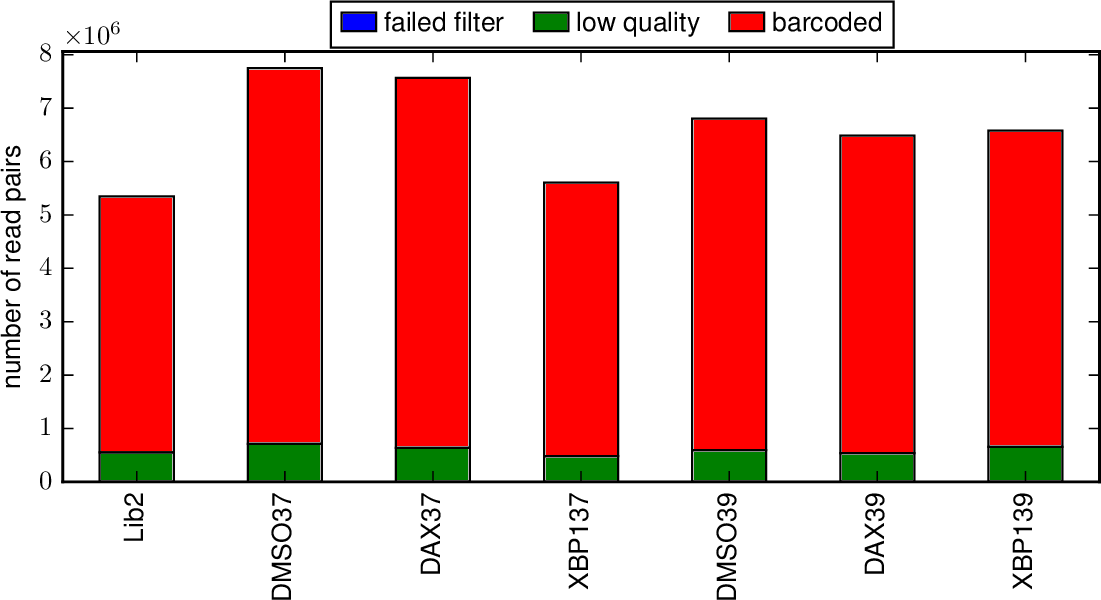 failed filter low quality barcoded
×10⁶
8
7
6
5
4
3
2
1
0
number of read pairs
Lib2
DMSO37
DAX37
XBP137
DMSO39
DAX39
XBP139